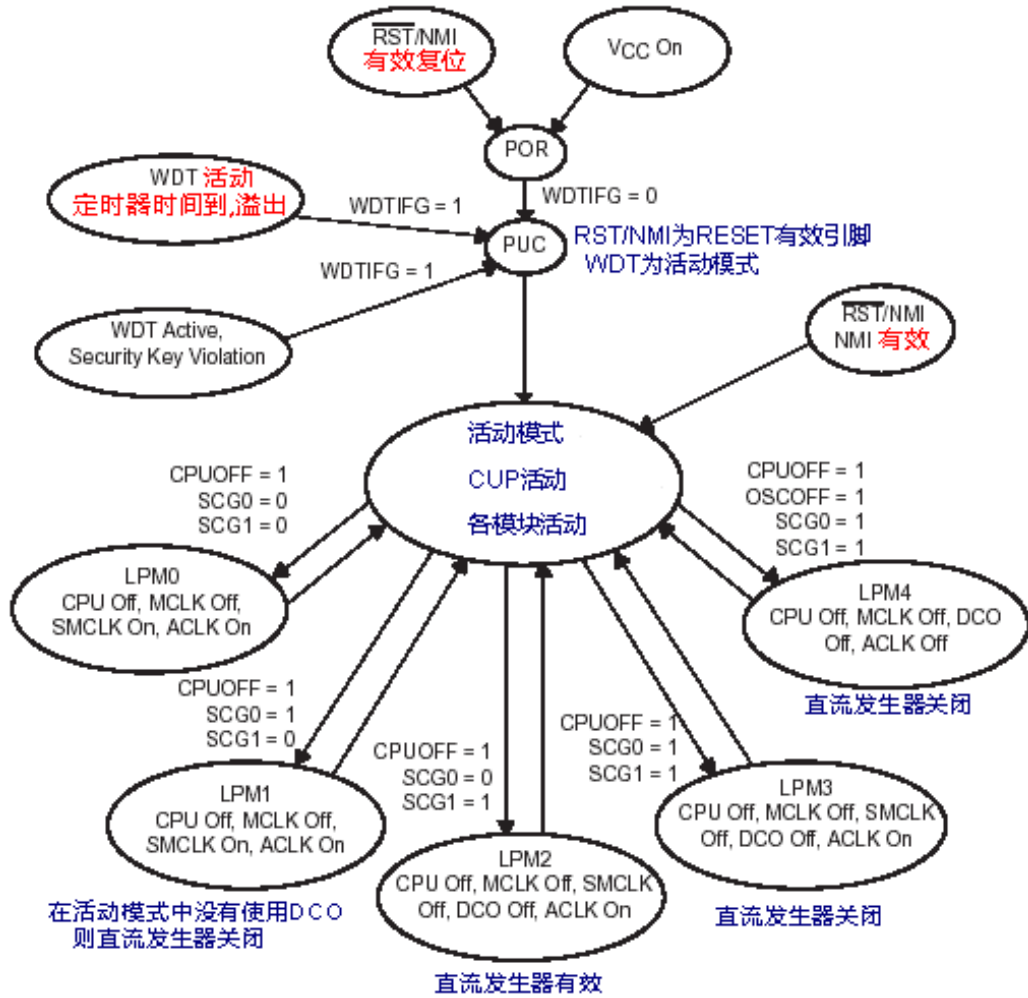 RST/NMI
有效复位
VCC On
POR
WDT 活动
定时器时间到,溢出
WDTIFG = 1
WDTIFG = 0
PUC
RST/NMI为RESET有效引脚
WDT为活动模式
WDTIFG = 1
WDT Active,
Security Key Violation
RST/NMI
NMI 有效
活动模式
CUP活动
各模块活动
CPUOFF = 1
SCG0 = 0
SCG1 = 0
CPUOFF = 1
OSCOFF = 1
SCG0 = 1
SCG1 = 1
LPM0
CPU Off, MCLK Off,
SMCLK On, ACLK On
LPM4
CPU Off, MCLK Off, DCO
Off, ACLK Off
直流发生器关闭
CPUOFF = 1
SCG0 = 1
SCG1 = 0
CPUOFF = 1
SCG0 = 0
SCG1 = 1
CPUOFF = 1
SCG0 = 1
SCG1 = 1
LPM1
CPU Off, MCLK Off,
SMCLK On, ACLK On
LPM2
CPU Off, MCLK Off, SMCLK
Off, DCO Off, ACLK On
LPM3
CPU Off, MCLK Off, SMCLK
Off, DCO Off, ACLK On
在活动模式中没有使用DCO
则直流发生器关闭
直流发生器有效
直流发生器关闭